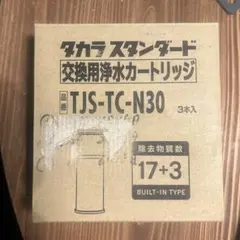 タカラスタンダード
交換用浄水カートリッジ
品番 TJS-TC-N30
3本入
除去物質数
17+3
BUILT-IN TYPE